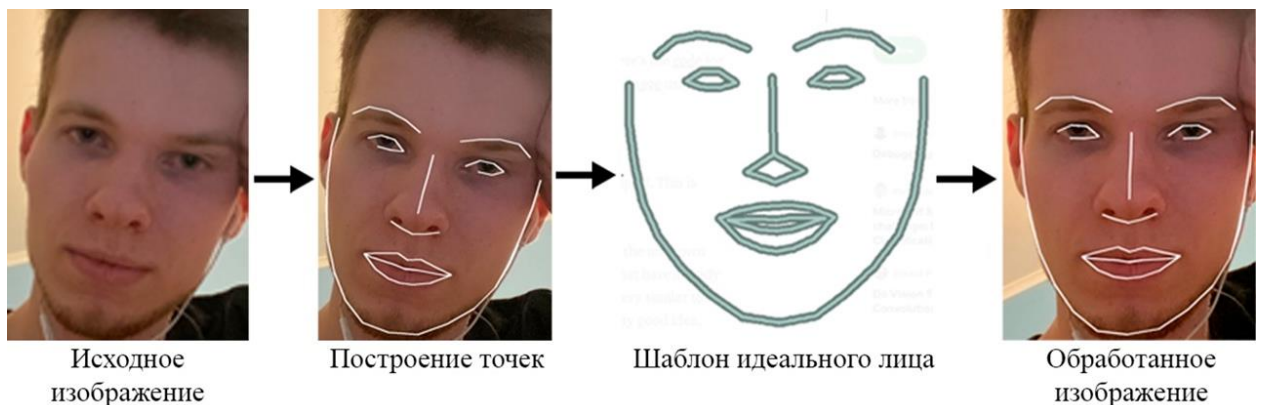 Исходное
изображение
Построение точек
Шаблон идеального лица
Обработанное
изображение